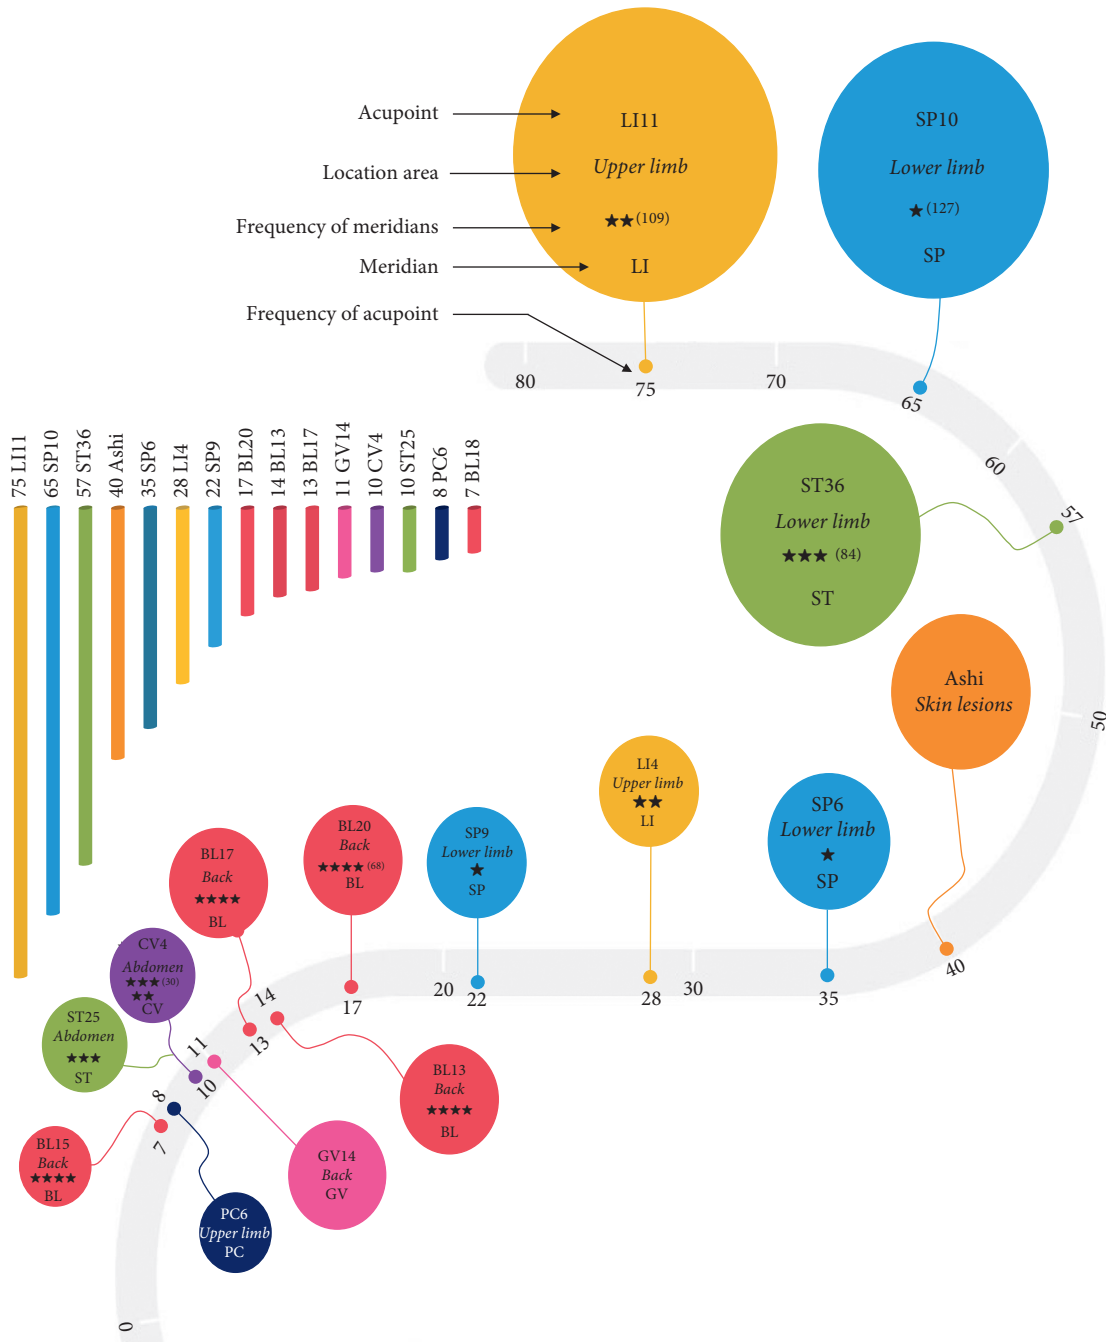 Acupoint
Location area
Frequency of meridians
Meridian
Frequency of acupoint
LI11
Upper limb
★★(109)
LI
SP10
Lower limb
★(127)
SP
80
75
70
65
60
57
50
40
35
30
28
22
20
17
14
13
11
10
8
7
0
75 LI11
65 SP10
57 ST36
40 Ashi
35 SP6
28 LI4
22 SP9
17 BL20
14 BL13
13 BL17
11 GV14
10 CV4
10 ST25
8 PC6
7 BL18
ST36
Lower limb
★★★ (84)
ST
Ashi
Skin lesions
SP6
Lower limb
★
SP
LI4
Upper limb
★★
LI
SP9
Lower limb
★
SP
BL20
Back
★★★★(68)
BL
BL17
Back
★★★★
BL
CV4
Abdomen
★★★(30)
★★
CV
ST25
Abdomen
★★★
ST
BL13
Back
★★★★
BL
GV14
Back
GV
BL15
Back
★★★★
BL
PC6
Upper limb
PC